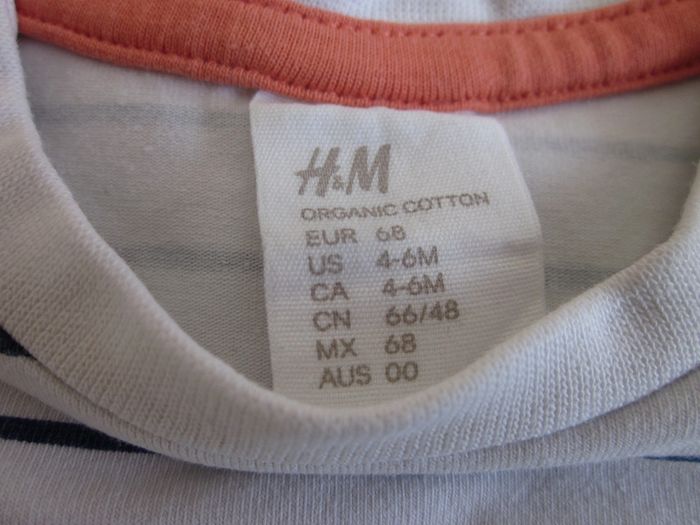 H&M
ORGANIC COTTON
EUR 68
US 4-6M
CA 4-6M
CN 66/48
MX 68
AUS 00